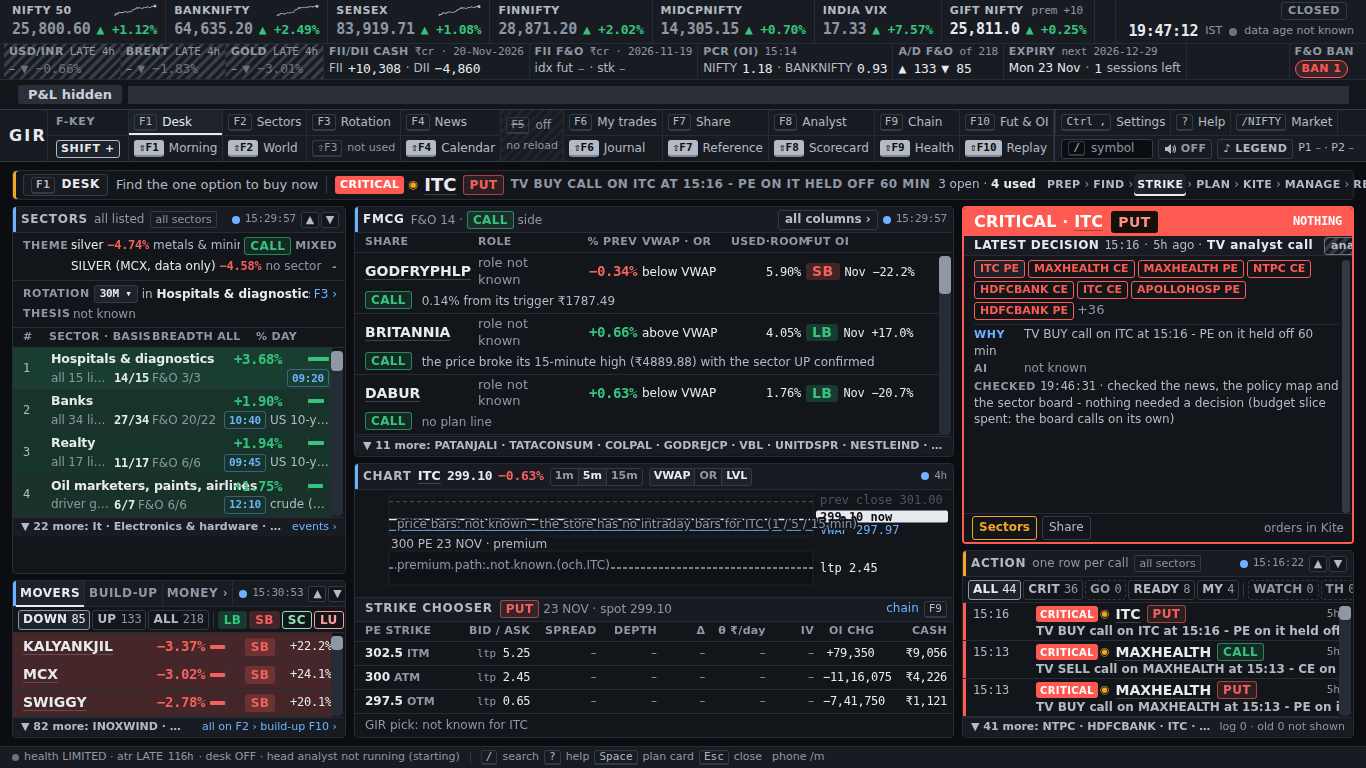 NIFTY 50
25,800.60 ▲ +1.12%
BANKNIFTY
64,635.20 ▲ +2.49%
SENSEX
83,919.71 ▲ +1.08%
FINNIFTY
28,871.20 ▲ +2.02%
MIDCPNIFTY
14,305.15 ▲ +0.70%
INDIA VIX
17.33 ▲ +7.57%
GIFT NIFTY prem +10
25,811.0 ▲ +0.25%
CLOSED
19:47:12 IST ● data age not known
USD/INR LATE 4h
– ▼ −0.66%
BRENT LATE 4h
– ▼ −1.83%
GOLD LATE 4h
– ▼ −3.01%
FII/DII CASH ₹cr · 20-Nov-2026
FII +10,308 · DII −4,860
FII F&O ₹cr · 2026-11-19
idx fut – · stk –
PCR (OI) 15:14
NIFTY 1.18 · BANKNIFTY 0.93
A/D F&O of 218
▲ 133 ▼ 85
EXPIRY next 2026-12-29
Mon 23 Nov · 1 sessions left
F&O BAN
BAN 1
P&L hidden
GIR
F-KEY
SHIFT +
F1 Desk
F2 Sectors
F3 Rotation
F4 News
F5 off
F6 My trades
F7 Share
F8 Analyst
F9 Chain
F10 Fut & OI
Ctrl , Settings
? Help
/NIFTY Market
⇧F1 Morning
⇧F2 World
⇧F3 not used
⇧F4 Calendar
no reload
⇧F6 Journal
⇧F7 Reference
⇧F8 Scorecard
⇧F9 Health
⇧F10 Replay
/ symbol
OFF
♪ LEGEND
P1 – · P2 –
F1 DESK Find the one option to buy now
CRITICAL ◉ ITC PUT TV BUY CALL ON ITC AT 15:16 - PE ON IT HELD OFF 60 MIN 3 open · 4 used
PREP › FIND › STRIKE › PLAN › KITE › MANAGE › RE
SECTORS all listed all sectors ● 15:29:57 ▲ ▼
THEME silver −4.74% metals & minin CALL MIXED
SILVER (MCX, data only) −4.58% no sector -
ROTATION 30M ▾ in Hospitals & diagnostics F3 ›
THESIS not known
# SECTOR · BASIS BREADTH ALL % DAY
1 Hospitals & diagnostics +3.68%
all 15 li… 14/15 F&O 3/3 09:20
2 Banks +1.90%
all 34 li… 27/34 F&O 20/22 10:40 US 10-y…
3 Realty +1.94%
all 17 li… 11/17 F&O 6/6 09:45 US 10-y…
4 Oil marketers, paints, airlines +1.75%
driver g… 6/7 F&O 6/6 12:10 crude (…
▼ 22 more: It · Electronics & hardware · … events ›
MOVERS BUILD-UP MONEY › ● 15:30:53 ▲ ▼
DOWN 85 UP 133 ALL 218 LB SB SC LU
KALYANKJIL −3.37% SB +22.2%
MCX −3.02% SB +24.1%
SWIGGY −2.78% SB +20.1%
▼ 82 more: INOXWIND · … all on F2 › build-up F10 ›
FMCG F&O 14 · CALL side all columns › ● 15:29:57
SHARE ROLE % PREV VWAP · OR USED·ROOM FUT OI
GODFRYPHLP role not known −0.34% below VWAP 5.90% SB Nov −22.2%
CALL 0.14% from its trigger ₹1787.49
BRITANNIA role not known +0.66% above VWAP 4.05% LB Nov +17.0%
CALL the price broke its 15-minute high (₹4889.88) with the sector UP confirmed
DABUR role not known +0.63% below VWAP 1.76% LB Nov −20.7%
CALL no plan line
▼ 11 more: PATANJALI · TATACONSUM · COLPAL · GODREJCP · VBL · UNITDSPR · NESTLEIND · …
CHART ITC 299.10 −0.63% 1m 5m 15m VWAP OR LVL ● 4h
prev close 301.00
299.10 now
price bars: not known - the store has no intraday bars for ITC (1 / 5 / 15 min)
VWAP 297.97
300 PE 23 NOV · premium
premium path: not known (och.ITC)
ltp 2.45
STRIKE CHOOSER PUT 23 NOV · spot 299.10 chain F9
PE STRIKE BID / ASK SPREAD DEPTH Δ θ ₹/day IV OI CHG CASH
302.5 ITM ltp 5.25 – – – – – +79,350 ₹9,056
300 ATM ltp 2.45 – – – – – −11,16,075 ₹4,226
297.5 OTM ltp 0.65 – – – – – −7,41,750 ₹1,121
GIR pick: not known for ITC
CRITICAL · ITC PUT NOTHING
LATEST DECISION 15:16 · 5h ago · TV analyst call ana
ITC PE MAXHEALTH CE MAXHEALTH PE NTPC CE
HDFCBANK CE ITC CE APOLLOHOSP PE
HDFCBANK PE +36
WHY TV BUY call on ITC at 15:16 - PE on it held off 60
min
AI not known
CHECKED 19:46:31 · checked the news, the policy map and
the sector board - nothing needed a decision (budget slice
spent: the board calls on its own)
Sectors Share orders in Kite
ACTION one row per call all sectors ● 15:16:22 ▲ ▼
ALL 44 CRIT 36 GO 0 READY 8 MY 4 WATCH 0 TH 0
15:16 CRITICAL ◉ ITC PUT 5h
TV BUY call on ITC at 15:16 - PE on it held off
15:13 CRITICAL ◉ MAXHEALTH CALL 5h
TV SELL call on MAXHEALTH at 15:13 - CE on
15:13 CRITICAL ◉ MAXHEALTH PUT 5h
TV BUY call on MAXHEALTH at 15:13 - PE on i
▼ 41 more: NTPC · HDFCBANK · ITC · … log 0 · old 0 not shown
● health LIMITED · atr LATE 116h · desk OFF · head analyst not running (starting) / search ? help Space plan card Esc close phone /m